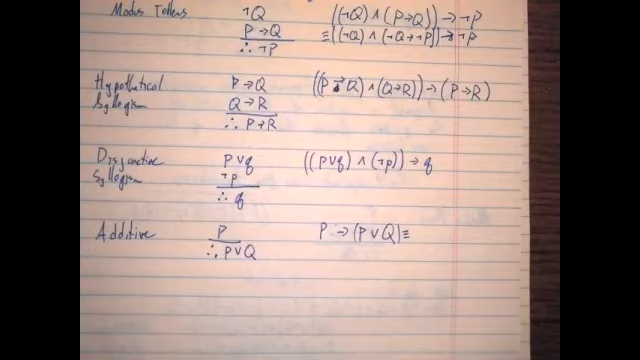 Modus Tollens ¬Q ((¬Q) ∧ (P→Q)) → ¬P
P→Q ≡ ((¬Q) ∧ (¬Q→¬P)) → ¬P
∴ ¬P
Hypothetical P→Q ((P→Q) ∧ (Q→R)) → (P→R)
Syllogism Q→R
∴ P→R
Disjunctive p∨q ((p∨q) ∧ (¬p)) → q
Syllogism ¬p
∴ q
Additive P P → (P∨Q) ≡
∴ P∨Q